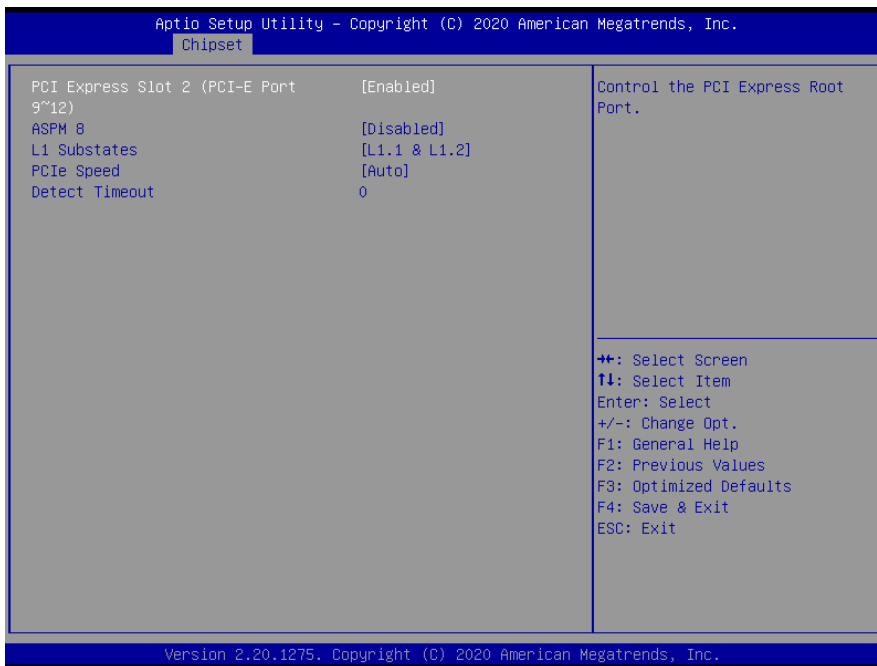 Aptio Setup Utility – Copyright (C) 2020 American Megatrends, Inc.
Chipset
PCI Express Slot 2 (PCI-E Port 9~12) [Enabled]
ASPM 8 [Disabled]
L1 Substates [L1.1 & L1.2]
PCIe Speed [Auto]
Detect Timeout 0
Control the PCI Express Root
Port.
→←: Select Screen
↑↓: Select Item
Enter: Select
+/-: Change Opt.
F1: General Help
F2: Previous Values
F3: Optimized Defaults
F4: Save & Exit
ESC: Exit
Version 2.20.1275. Copyright (C) 2020 American Megatrends, Inc.